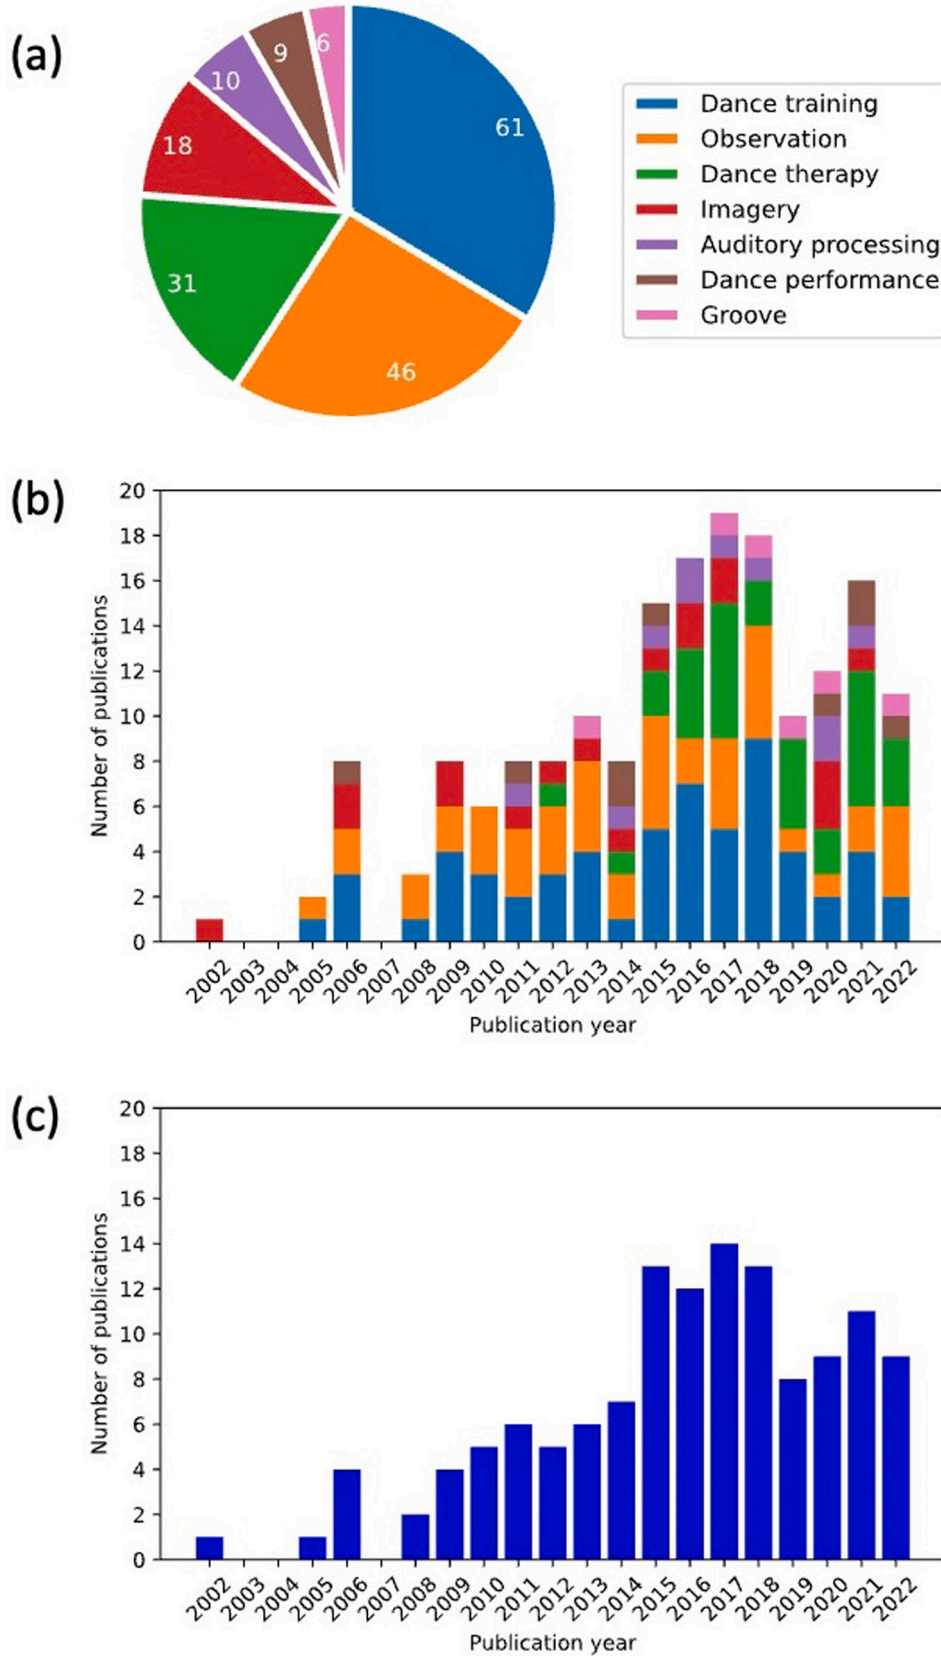 (a)
6
9
10
61
18
31
46
Dance training
Observation
Dance therapy
Imagery
Auditory processing
Dance performance
Groove
(b)
Number of publications
20
18
16
14
12
10
8
6
4
2
0
2002 2003 2004 2005 2006 2007 2008 2009 2010 2011 2012 2013 2014 2015 2016 2017 2018 2019 2020 2021 2022
Publication year
(c)
Number of publications
20
18
16
14
12
10
8
6
4
2
0
2002 2003 2004 2005 2006 2007 2008 2009 2010 2011 2012 2013 2014 2015 2016 2017 2018 2019 2020 2021 2022
Publication year